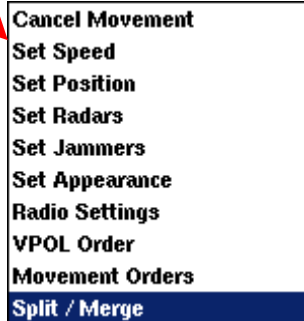 Cancel Movement
Set Speed
Set Position
Set Radars
Set Jammers
Set Appearance
Radio Settings
VPOL Order
Movement Orders
Split / Merge